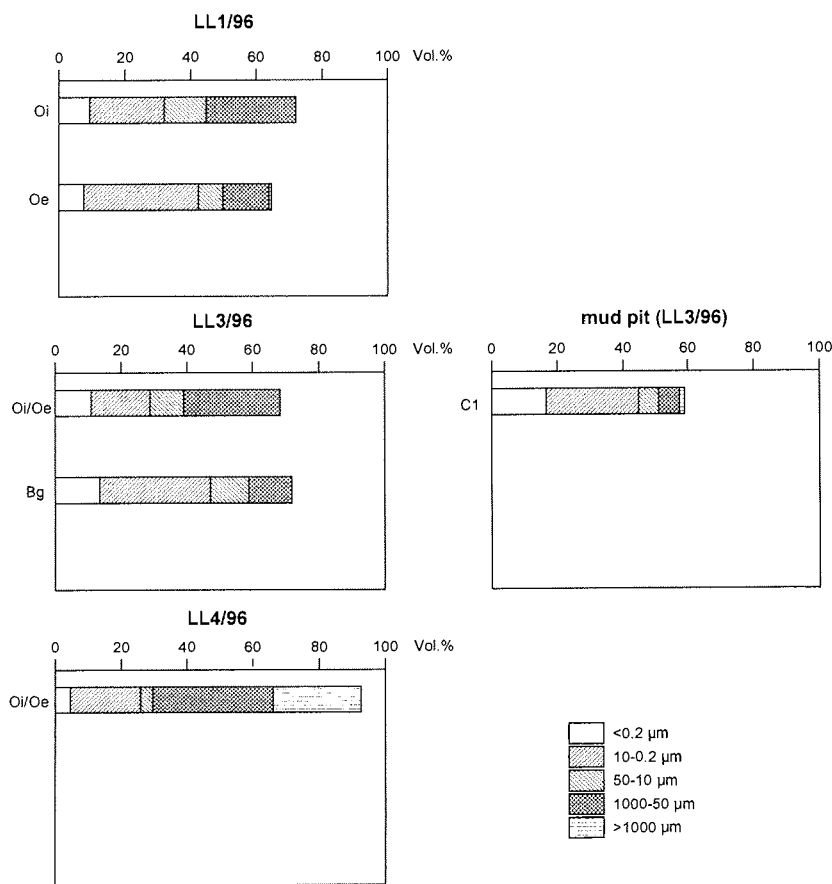 LL1/96
0 20 40 60 80 100 Vol.%
Oi
Oe
LL3/96
0 20 40 60 80 100 Vol.%
Oi/Oe
Bg
mud pit (LL3/96)
0 20 40 60 80 100
C1
LL4/96
0 20 40 60 80 100 Vol.%
Oi/Oe
<0.2 µm
10-0.2 µm
50-10 µm
1000-50 µm
>1000 µm